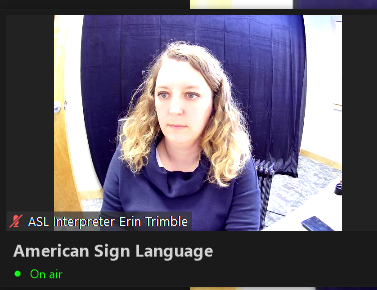 ASL Interpreter Erin Trimble
American Sign Language
On air